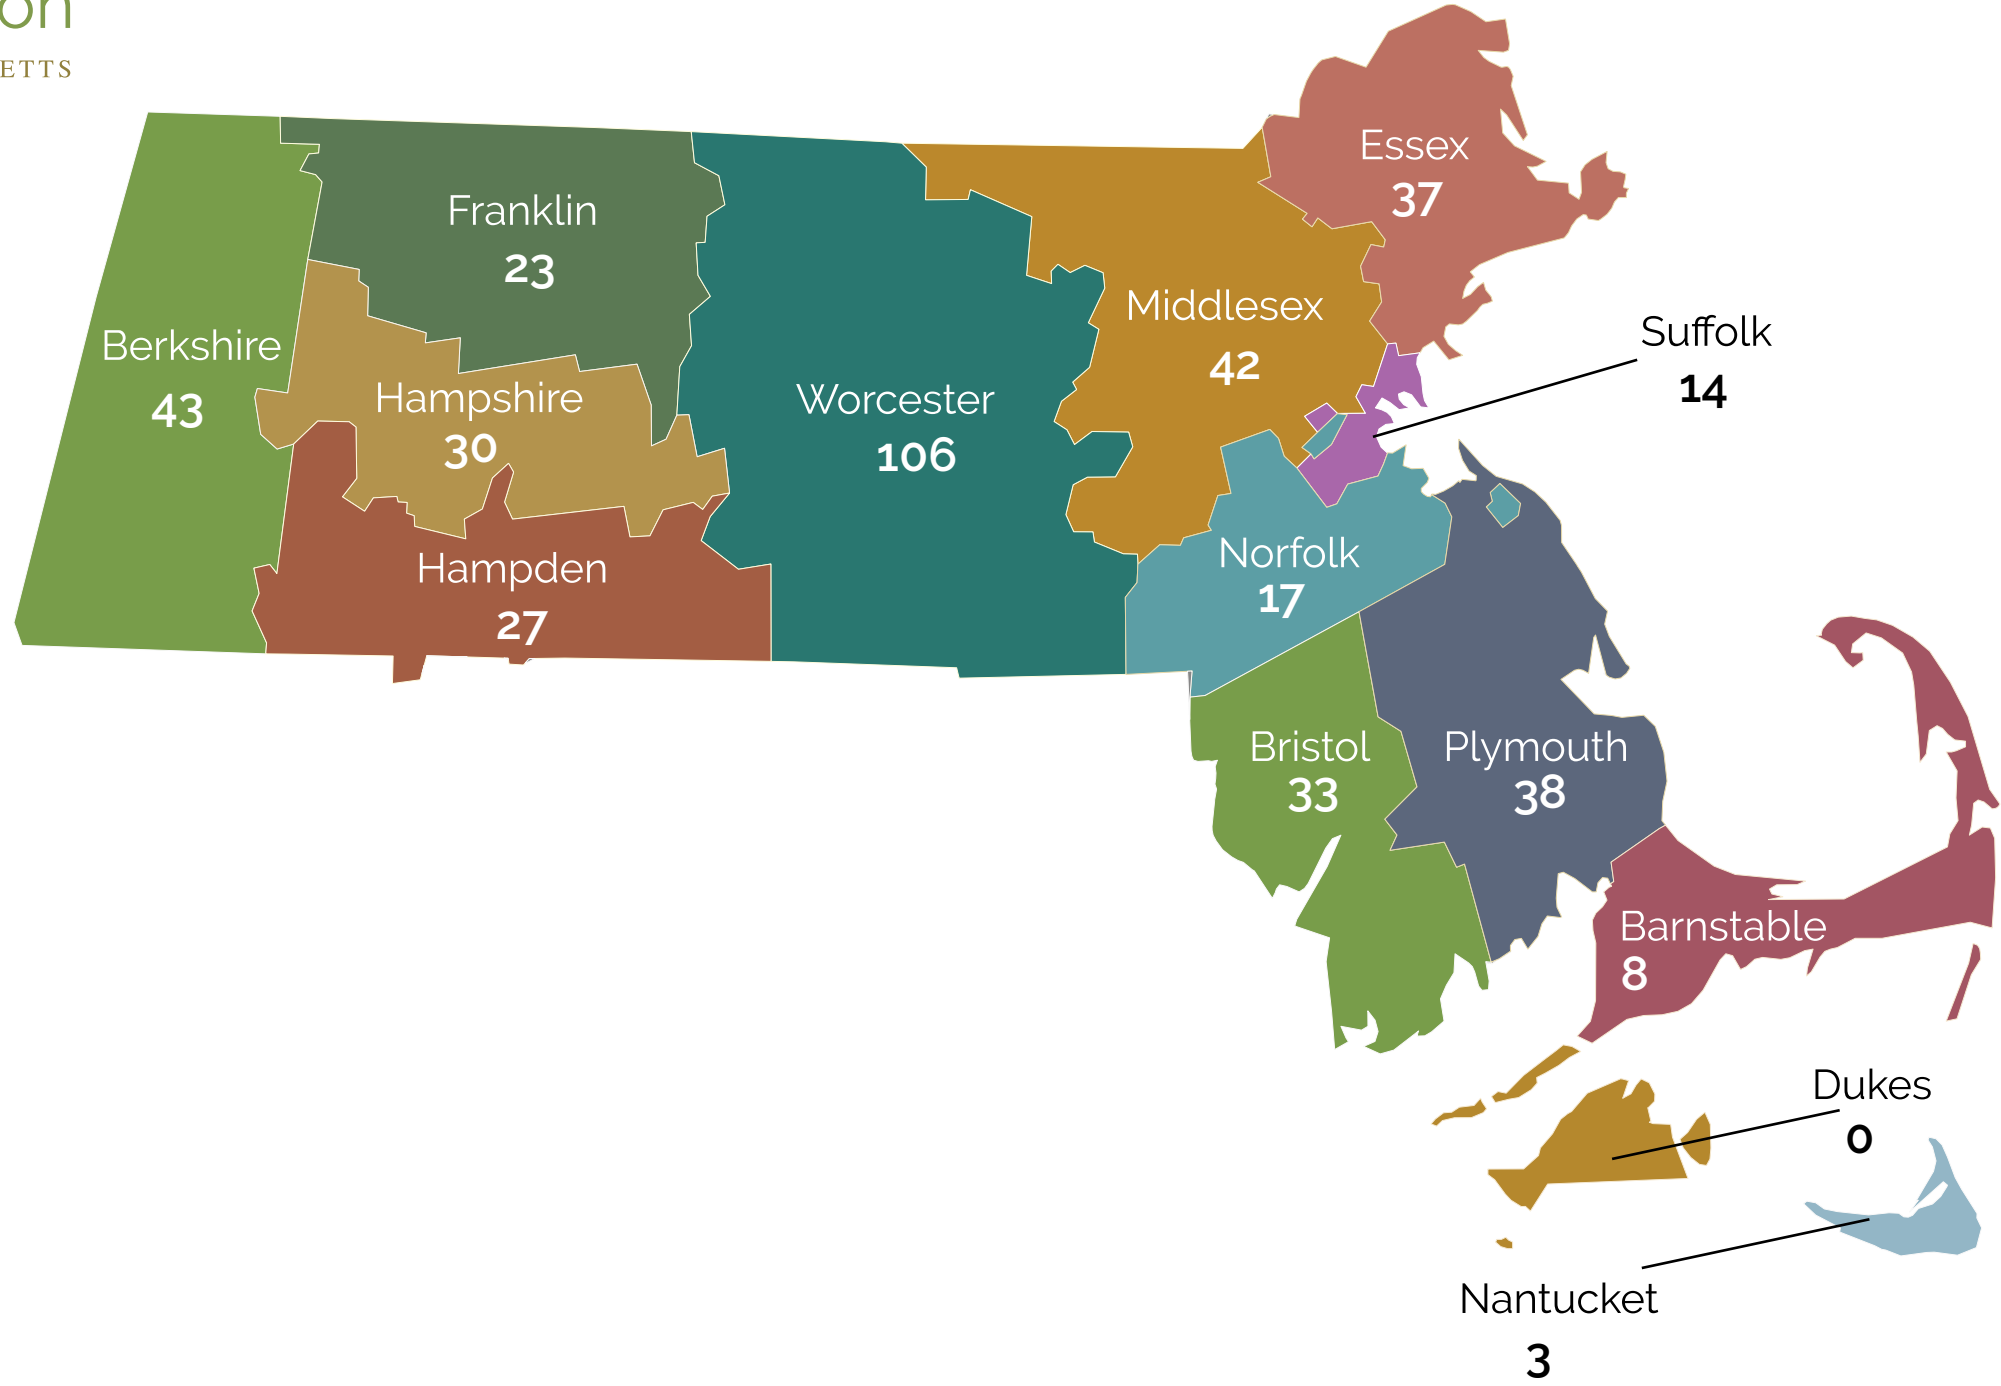 on
ETTS
Essex
37
Franklin
23
Middlesex
42
Suffolk
14
Berkshire
43
Hampshire
30
Worcester
106
Norfolk
17
Hampden
27
Bristol
33
Plymouth
38
Barnstable
8
Dukes
0
Nantucket
3